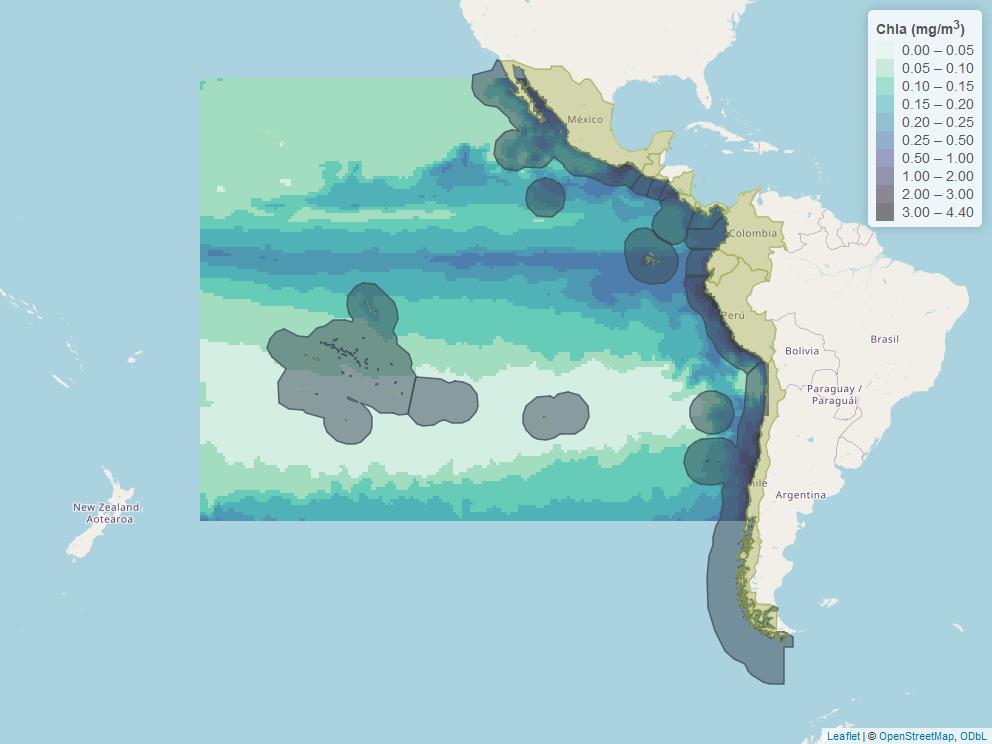 Chla (mg/m3)
0.00 – 0.05
0.05 – 0.10
0.10 – 0.15
0.15 – 0.20
0.20 – 0.25
0.25 – 0.50
0.50 – 1.00
1.00 – 2.00
2.00 – 3.00
3.00 – 4.40
México
Colombia
Perú
Brasil
Bolivia
Paraguay /
Paraguái
hile
Argentina
New Zealand
Aotearoa
Leaflet | © OpenStreetMap, ODbL